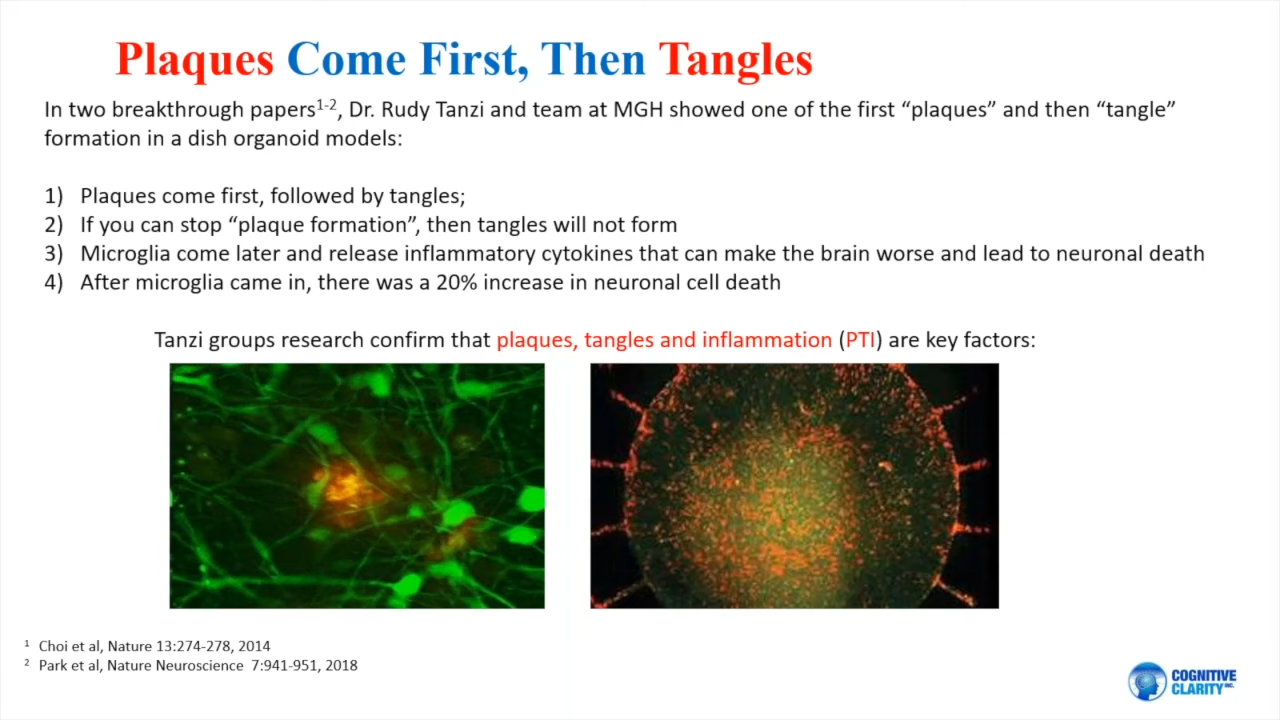 Plaques Come First, Then Tangles
In two breakthrough papers1-2, Dr. Rudy Tanzi and team at MGH showed one of the first “plaques” and then “tangle”
formation in a dish organoid models:
1) Plaques come first, followed by tangles;
2) If you can stop “plaque formation”, then tangles will not form
3) Microglia come later and release inflammatory cytokines that can make the brain worse and lead to neuronal death
4) After microglia came in, there was a 20% increase in neuronal cell death
Tanzi groups research confirm that plaques, tangles and inflammation (PTI) are key factors:
1 Choi et al, Nature 13:274-278, 2014
2 Park et al, Nature Neuroscience 7:941-951, 2018
COGNITIVE
CLARITY INC.